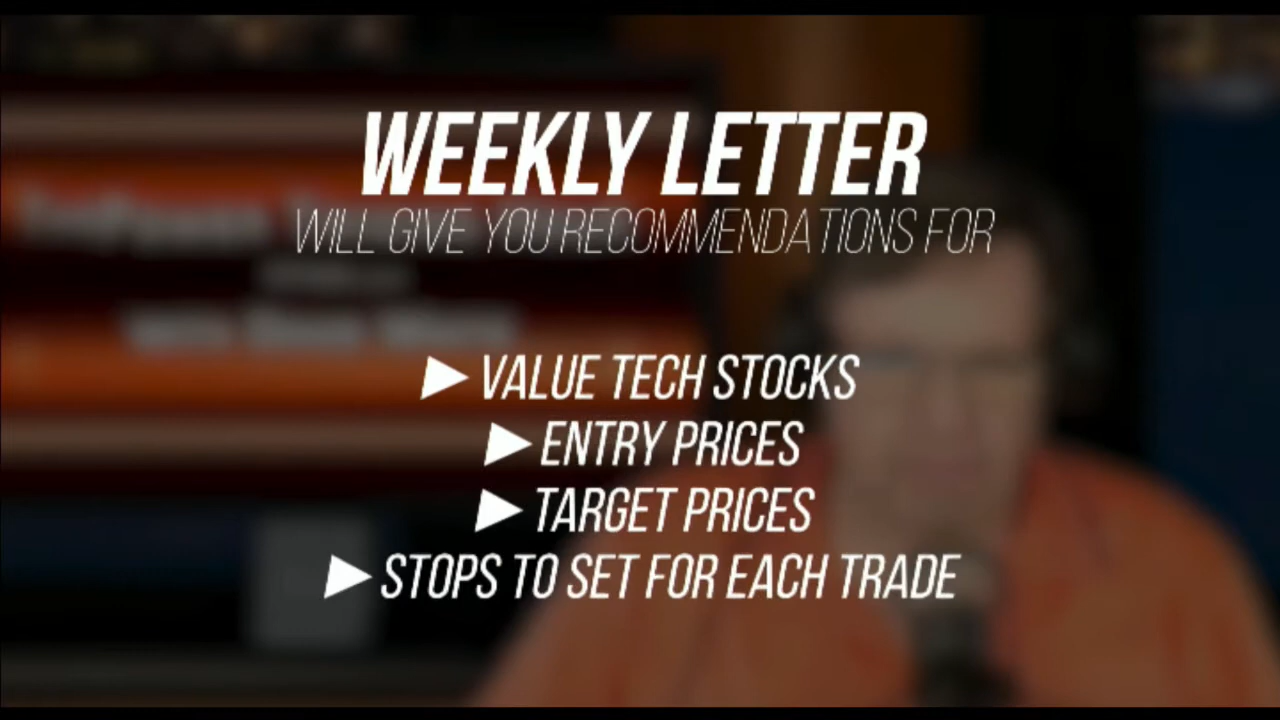 WEEKLY LETTER
WILL GIVE YOU RECOMMENDATIONS FOR
▶ VALUE TECH STOCKS
▶ ENTRY PRICES
▶ TARGET PRICES
▶ STOPS TO SET FOR EACH TRADE